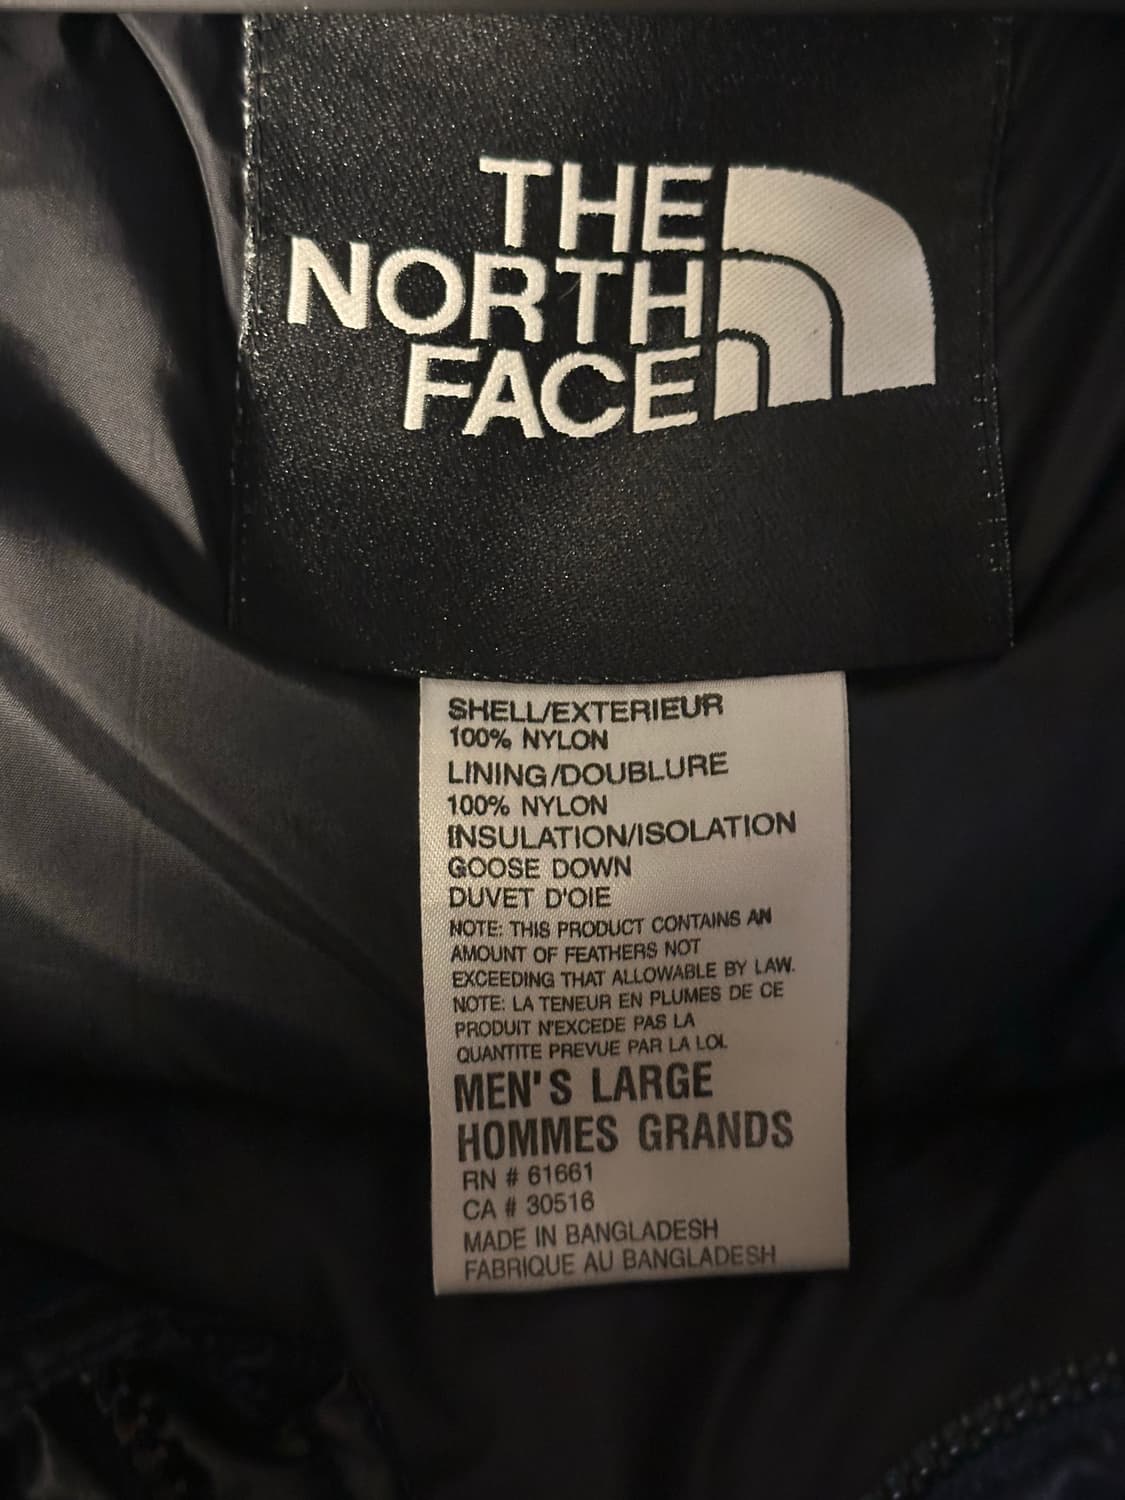 THE
NORTH
FACE
SHELL/EXTERIEUR
100% NYLON
LINING/DOUBLURE
100% NYLON
INSULATION/ISOLATION
GOOSE DOWN
DUVET D'OIE
NOTE: THIS PRODUCT CONTAINS AN
AMOUNT OF FEATHERS NOT
EXCEEDING THAT ALLOWABLE BY LAW.
NOTE: LA TENEUR EN PLUMES DE CE
PRODUIT N'EXCEDE PAS LA
QUANTITE PREVUE PAR LA LOI.
MEN'S LARGE
HOMMES GRANDS
RN # 61661
CA # 30516
MADE IN BANGLADESH
FABRIQUE AU BANGLADESH